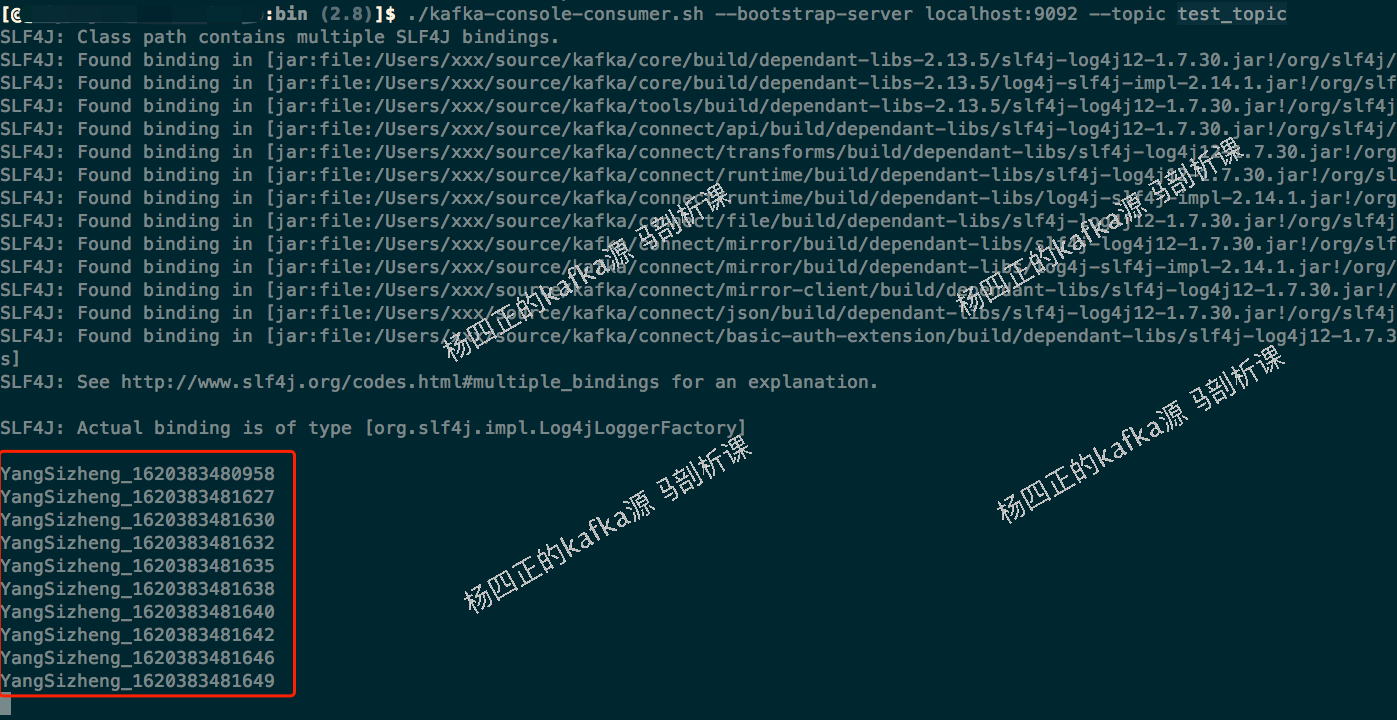 [@ :bin (2.8)]$ ./kafka-console-consumer.sh --bootstrap-server localhost:9092 --topic test_topic
SLF4J: Class path contains multiple SLF4J bindings.
SLF4J: Found binding in [jar:file:/Users/xxx/source/kafka/core/build/dependant-libs-2.13.5/slf4j-log4j12-1.7.30.jar!/org/slf4j/
SLF4J: Found binding in [jar:file:/Users/xxx/source/kafka/core/build/dependant-libs-2.13.5/log4j-slf4j-impl-2.14.1.jar!/org/slf
SLF4J: Found binding in [jar:file:/Users/xxx/source/kafka/tools/build/dependant-libs-2.13.5/slf4j-log4j12-1.7.30.jar!/org/slf4j
SLF4J: Found binding in [jar:file:/Users/xxx/source/kafka/connect/api/build/dependant-libs/slf4j-log4j12-1.7.30.jar!/org/slf4j/
SLF4J: Found binding in [jar:file:/Users/xxx/source/kafka/connect/transforms/build/dependant-libs/slf4j-log4j12-1.7.30.jar!/org
SLF4J: Found binding in [jar:file:/Users/xxx/source/kafka/connect/runtime/build/dependant-libs/slf4j-log4j12-1.7.30.jar!/org/sl
SLF4J: Found binding in [jar:file:/Users/xxx/source/kafka/connect/runtime/build/dependant-libs/log4j-slf4j-impl-2.14.1.jar!/org
SLF4J: Found binding in [jar:file:/Users/xxx/source/kafka/connect/file/build/dependant-libs/slf4j-log4j12-1.7.30.jar!/org/slf4j
SLF4J: Found binding in [jar:file:/Users/xxx/source/kafka/connect/mirror/build/dependant-libs/slf4j-log4j12-1.7.30.jar!/org/slf
SLF4J: Found binding in [jar:file:/Users/xxx/source/kafka/connect/mirror/build/dependant-libs/log4j-slf4j-impl-2.14.1.jar!/org/
SLF4J: Found binding in [jar:file:/Users/xxx/source/kafka/connect/mirror-client/build/dependant-libs/slf4j-log4j12-1.7.30.jar!/
SLF4J: Found binding in [jar:file:/Users/xxx/source/kafka/connect/json/build/dependant-libs/slf4j-log4j12-1.7.30.jar!/org/slf4j
SLF4J: Found binding in [jar:file:/Users/xxx/source/kafka/connect/basic-auth-extension/build/dependant-libs/slf4j-log4j12-1.7.3
s]
SLF4J: See http://www.slf4j.org/codes.html#multiple_bindings for an explanation.
SLF4J: Actual binding is of type [org.slf4j.impl.Log4jLoggerFactory]
YangSizheng_1620383480958
YangSizheng_1620383481627
YangSizheng_1620383481630
YangSizheng_1620383481632
YangSizheng_1620383481635
YangSizheng_1620383481638
YangSizheng_1620383481640
YangSizheng_1620383481642
YangSizheng_1620383481646
YangSizheng_1620383481649
杨四正的kafka源 马剖析课
杨四正的kafka源 马剖析课
杨四正的kafka源 马剖析课
杨四正的kafka源 马剖析课